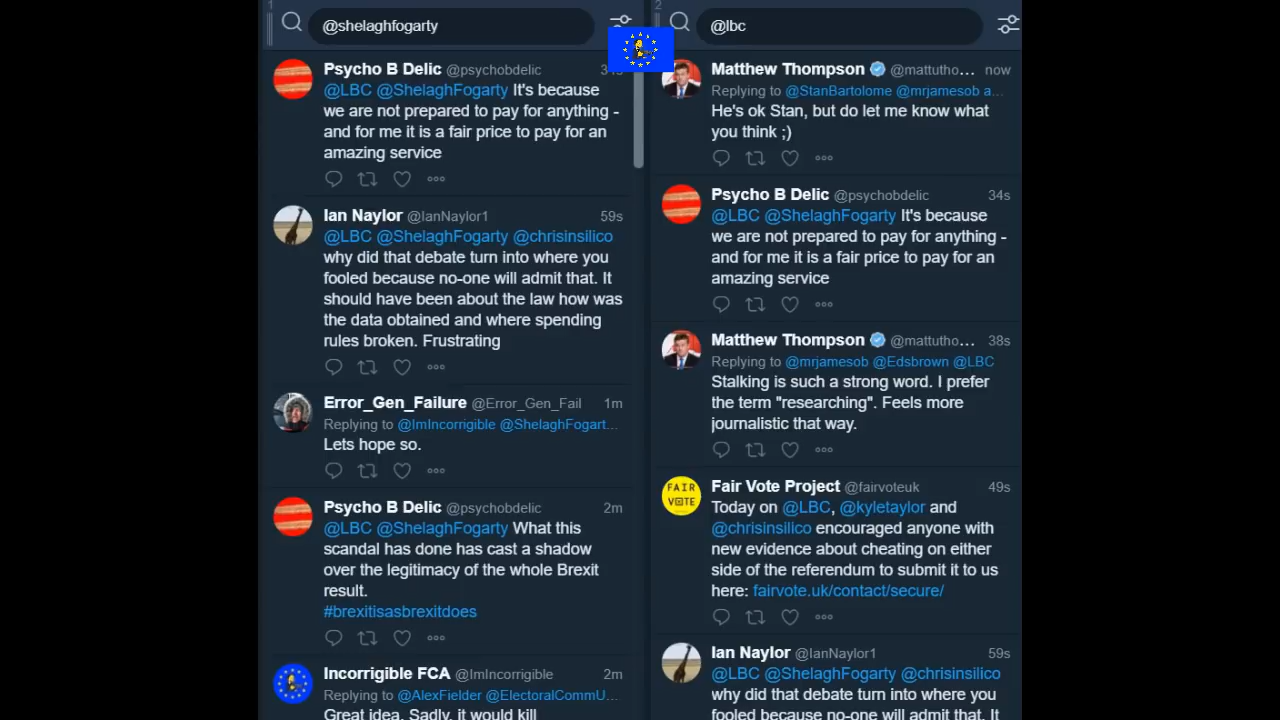 1
@shelaghfogarty
Psycho B Delic @psychobdelic
@LBC @ShelaghFogarty It's because
we are not prepared to pay for anything -
and for me it is a fair price to pay for an
amazing service
Ian Naylor @IanNaylor1 59s
@LBC @ShelaghFogarty @chrisinsilico
why did that debate turn into where you
fooled because no-one will admit that. It
should have been about the law how was
the data obtained and where spending
rules broken. Frustrating
Error_Gen_Failure @Error_Gen_Fail 1m
Replying to @ImIncorrigible @ShelaghFogart...
Lets hope so.
Psycho B Delic @psychobdelic 2m
@LBC @ShelaghFogarty What this
scandal has done has cast a shadow
over the legitimacy of the whole Brexit
result.
#brexitisasbrexitdoes
Incorrigible FCA @ImIncorrigible 2m
Replying to @AlexFielder @ElectoralCommU...
Great idea. Sadly, it would kill
2
@lbc
Matthew Thompson @mattutho... now
Replying to @StanBartolome @mrjamesob a...
He's ok Stan, but do let me know what
you think ;)
Psycho B Delic @psychobdelic 34s
@LBC @ShelaghFogarty It's because
we are not prepared to pay for anything -
and for me it is a fair price to pay for an
amazing service
Matthew Thompson @mattutho... 38s
Replying to @mrjamesob @Edsbrown @LBC
Stalking is such a strong word. I prefer
the term "researching". Feels more
journalistic that way.
FAIR
VOTE
Fair Vote Project @fairvoteuk 49s
Today on @LBC, @kyletaylor and
@chrisinsilico encouraged anyone with
new evidence about cheating on either
side of the referendum to submit it to us
here: fairvote.uk/contact/secure/
Ian Naylor @IanNaylor1 59s
@LBC @ShelaghFogarty @chrisinsilico
why did that debate turn into where you
fooled because no-one will admit that. It